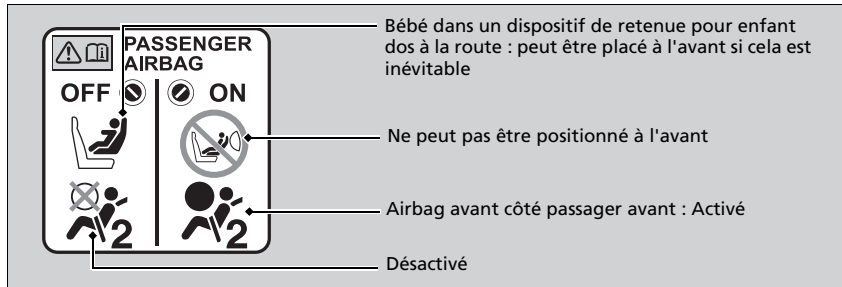 PASSENGER
AIRBAG
OFF
ON
2
2
Bébé dans un dispositif de retenue pour enfant
dos à la route : peut être placé à l'avant si cela est
inévitable
Ne peut pas être positionné à l'avant
Airbag avant côté passager avant : Activé
Désactivé